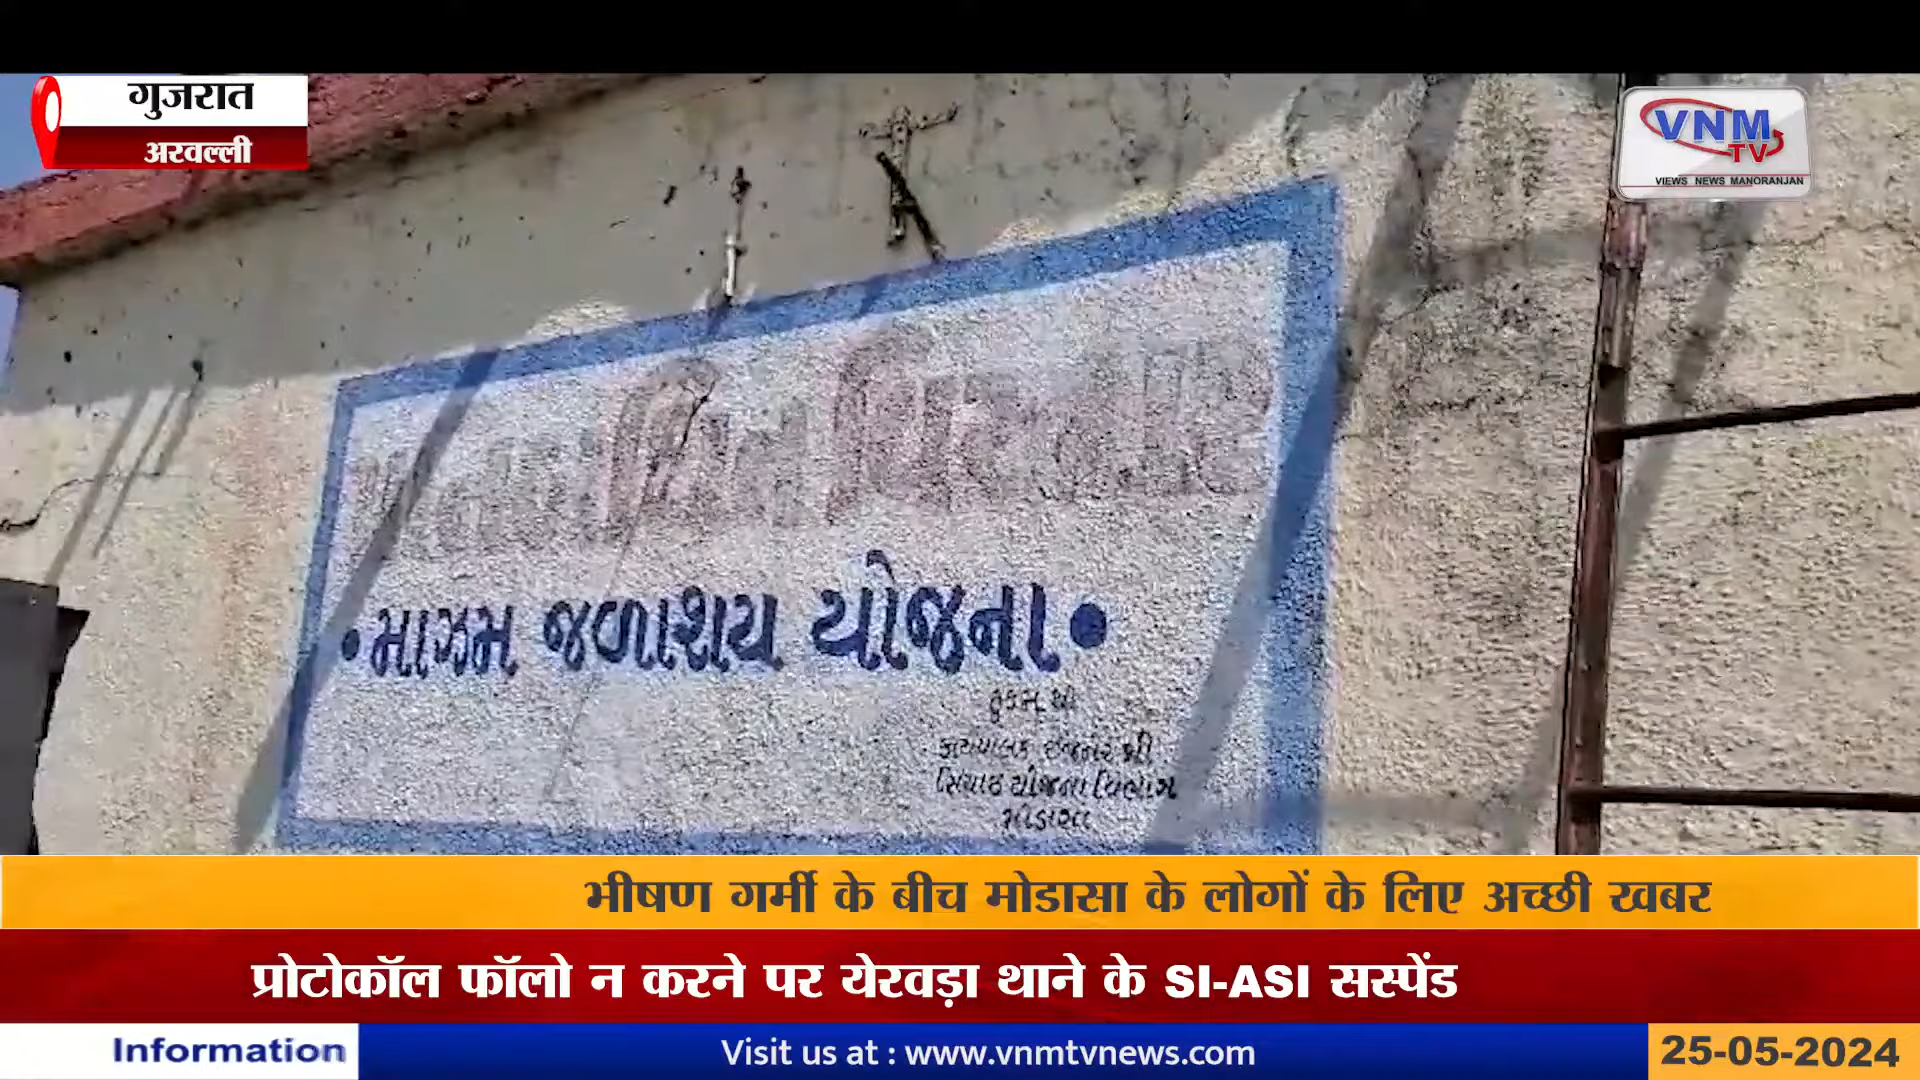 गुजरात
अरवल्ली
VNM
TV
VIEWS NEWS MANORANJAN
• માઝમ જળાશય યોજના •
હુકમ થી
કાર્યપાલક ઇજનેર શ્રી
સિંચાઇ યોજના વિભાગ
મોડાસા
भीषण गर्मी के बीच मोडासा के लोगों के लिए अच्छी खबर
प्रोटोकॉल फॉलो न करने पर येरवड़ा थाने के SI-ASI सस्पेंड
Information
Visit us at : www.vnmtvnews.com
25-05-2024